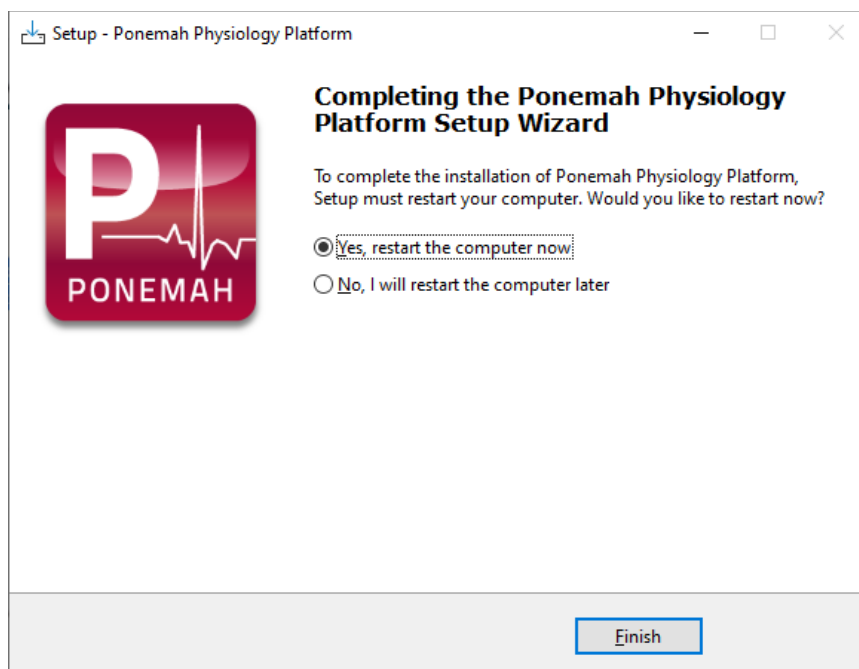 Setup - Ponemah Physiology Platform
Completing the Ponemah Physiology
Platform Setup Wizard
To complete the installation of Ponemah Physiology Platform,
Setup must restart your computer. Would you like to restart now?
Yes, restart the computer now
No, I will restart the computer later
P
PONEMAH
Finish